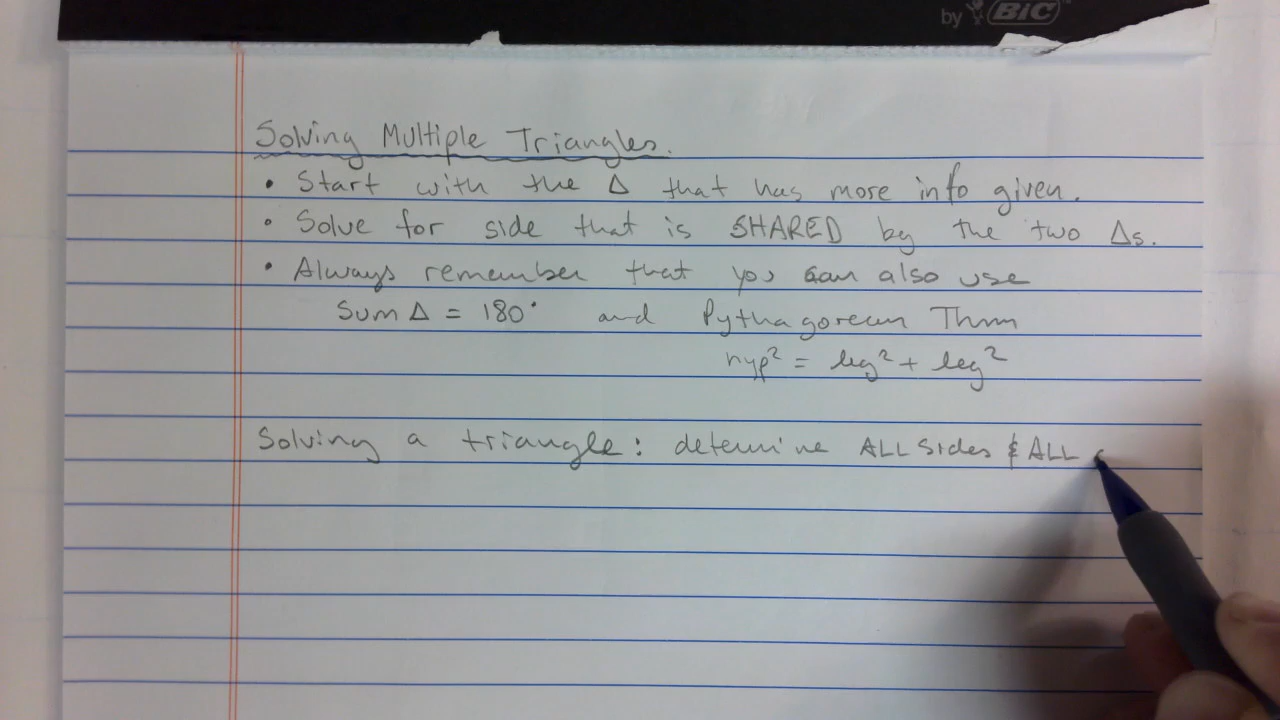 by BIC
Solving Multiple Triangles.
• Start with the Δ that has more info given.
• Solve for side that is SHARED by the two Δs.
• Always remember that you can also use
Sum Δ = 180° and Pythagorean Thm
hyp² = leg² + leg²
Solving a triangle: determine ALL sides & ALL